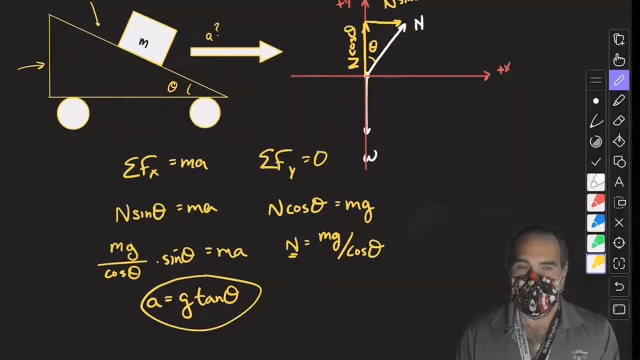 +y
N sinθ
a?
m
N cosθ
θ
N
+x
θ
W
ΣFx = ma
ΣFy = 0
N sinθ = ma
N cosθ = mg
mg/cosθ · sinθ = ma
N = mg/cosθ
a = g tanθ